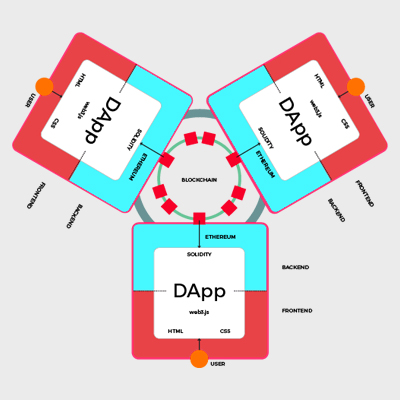 USER
HTML
CSS
web3.js
DApp
SOLIDITY
ETHEREUM
FRONTEND
BACKEND
USER
HTML
CSS
web3.js
DApp
SOLIDITY
ETHEREUM
FRONTEND
BACKEND
BLOCKCHAIN
ETHEREUM
SOLIDITY
BACKEND
DApp
web3.js
FRONTEND
HTML CSS
USER